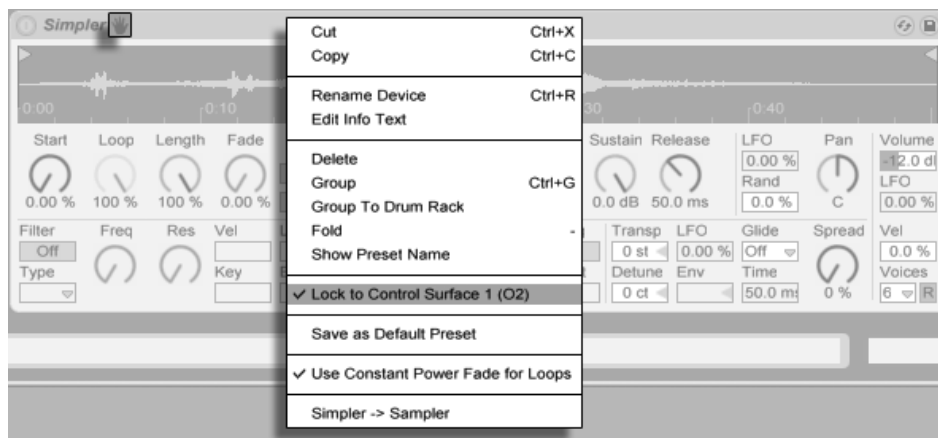 Simpler
Cut Ctrl+X
Copy Ctrl+C
Rename Device Ctrl+R
Edit Info Text
Delete
Group Ctrl+G
Group To Drum Rack
Fold -
Show Preset Name
✓ Lock to Control Surface 1 (O2)
Save as Default Preset
✓ Use Constant Power Fade for Loops
Simpler -> Sampler
0:00 0:10 30 0:40
Start Loop Length Fade
0.00 % 100 % 100 % 0.00 %
Filter Freq Res Vel
Off
Type Key
Sustain Release LFO Pan Volume
0.00 % -12.0
Rand LFO
0.0 dB 50.0 ms 0.0 % C 0.00 %
Transp LFO Glide Spread Vel
0 st 0.00 % Off 0.0 %
Detune Env Time Voices
0 ct 50.0 0 % 6 R